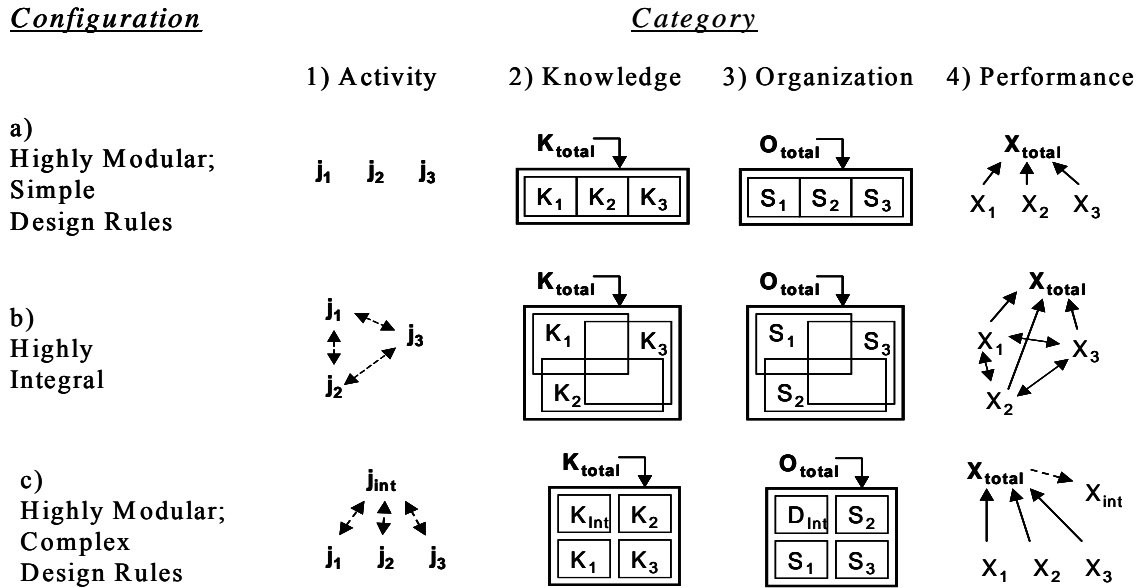 Configuration Category
1) Activity 2) Knowledge 3) Organization 4) Performance
a)
Highly Modular;
Simple
Design Rules
j1 j2 j3
Ktotal
K1 K2 K3
Ototal
S1 S2 S3
Xtotal
X1 X2 X3
b)
Highly
Integral
j1
j3
j2
Ktotal
K1
K3
K2
Ototal
S1
S3
S2
Xtotal
X1
X3
X2
c)
Highly Modular;
Complex
Design Rules
jint
j1 j2 j3
Ktotal
KInt K2
K1 K3
Ototal
DInt S2
S1 S3
Xtotal
Xint
X1 X2 X3